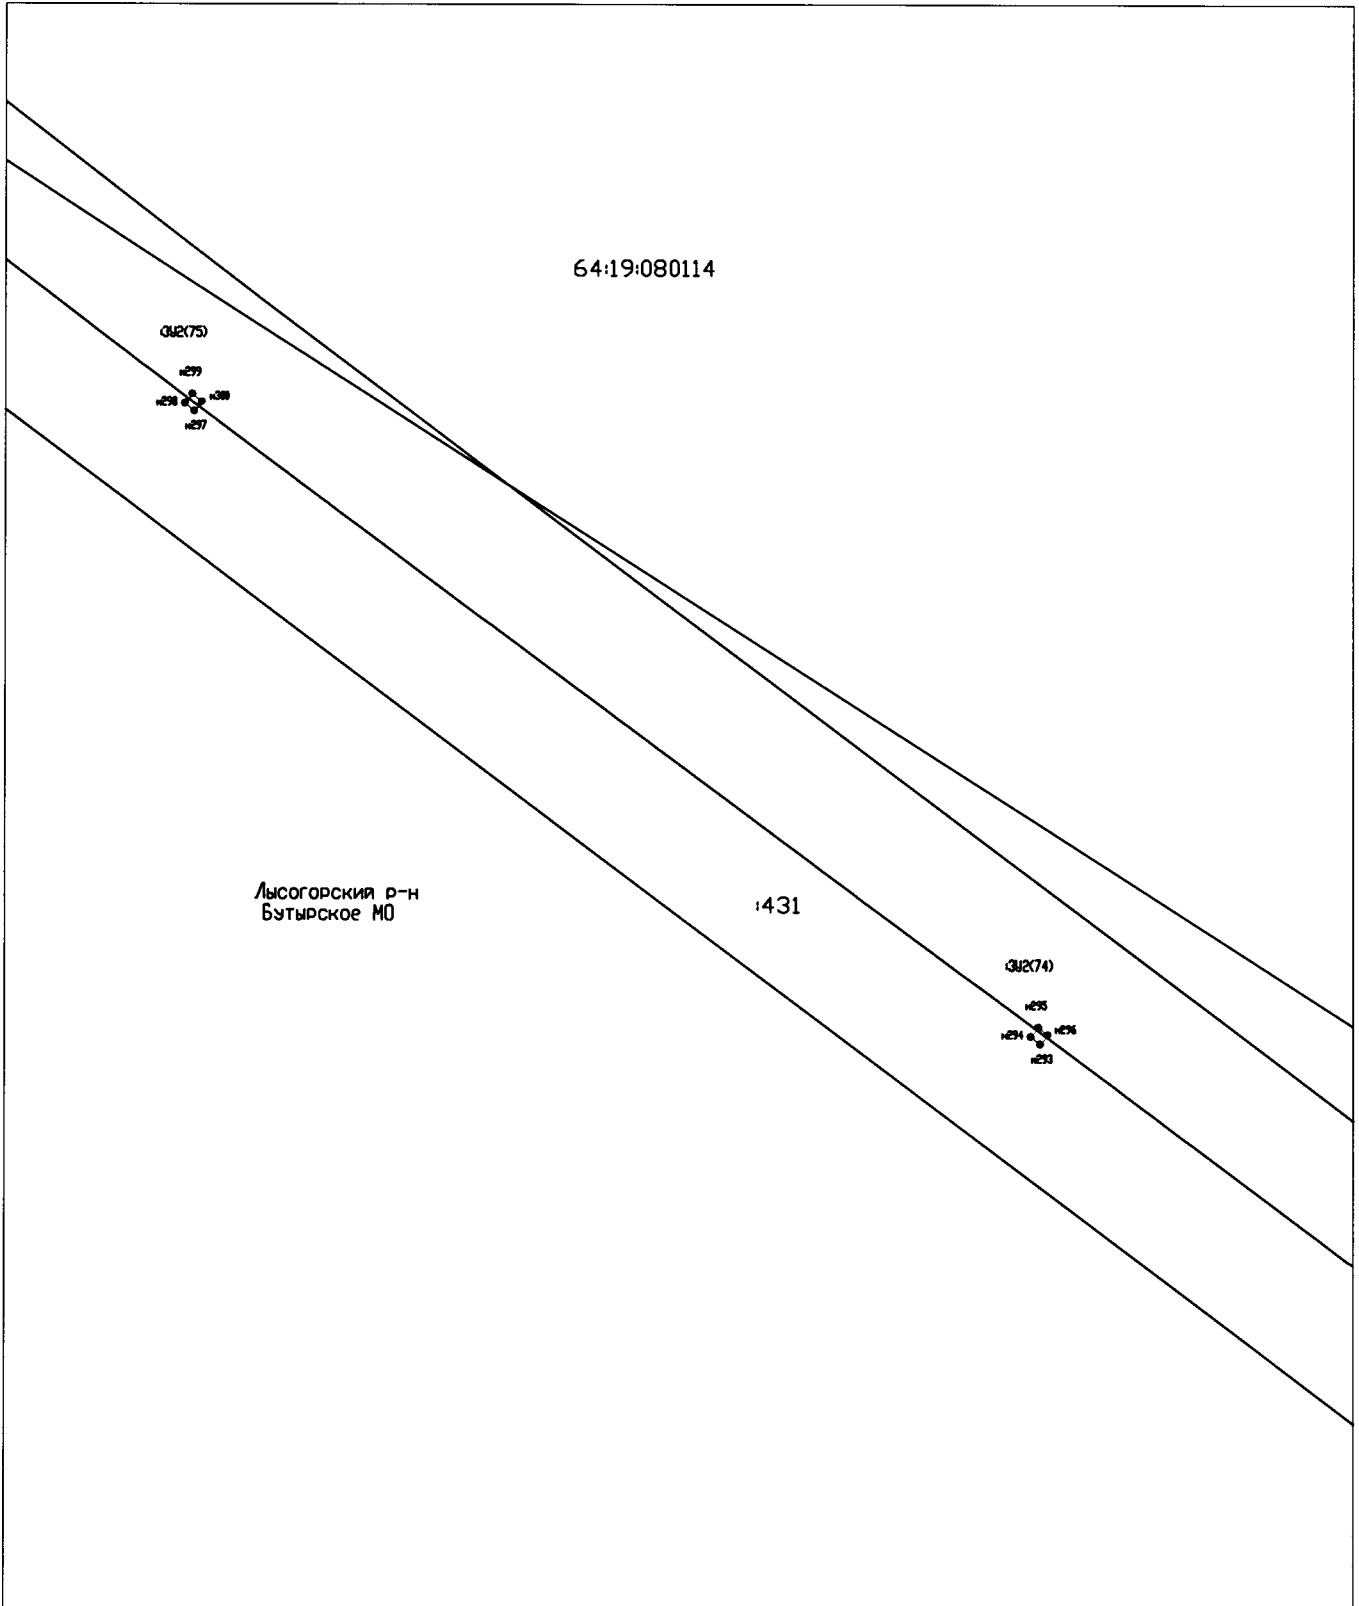 64:19:080114
:ЗУ2(75)
н299
н298
н300
н297
Лысогорский р-н
Бутырское МО
:431
:ЗУ2(74)
н295
н294
н296
н293